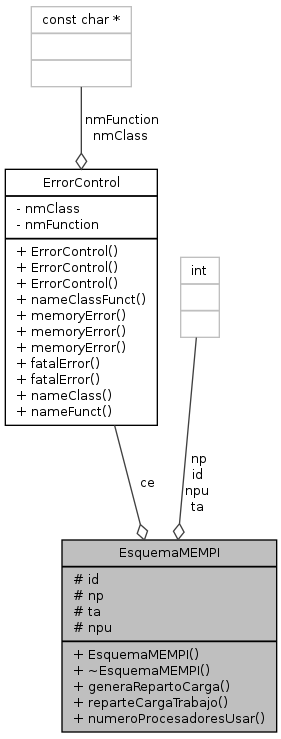 const char *
nmFunction
nmClass
ErrorControl
- nmClass
- nmFunction
+ ErrorControl()
+ ErrorControl()
+ ErrorControl()
+ nameClassFunct()
+ memoryError()
+ memoryError()
+ memoryError()
+ fatalError()
+ fatalError()
+ nameClass()
+ nameFunct()
int
ce
np
id
npu
ta
EsquemaMEMPI
# id
# np
# ta
# npu
+ EsquemaMEMPI()
+ ~EsquemaMEMPI()
+ generaRepartoCarga()
+ reparteCargaTrabajo()
+ numeroProcesadoresUsar()